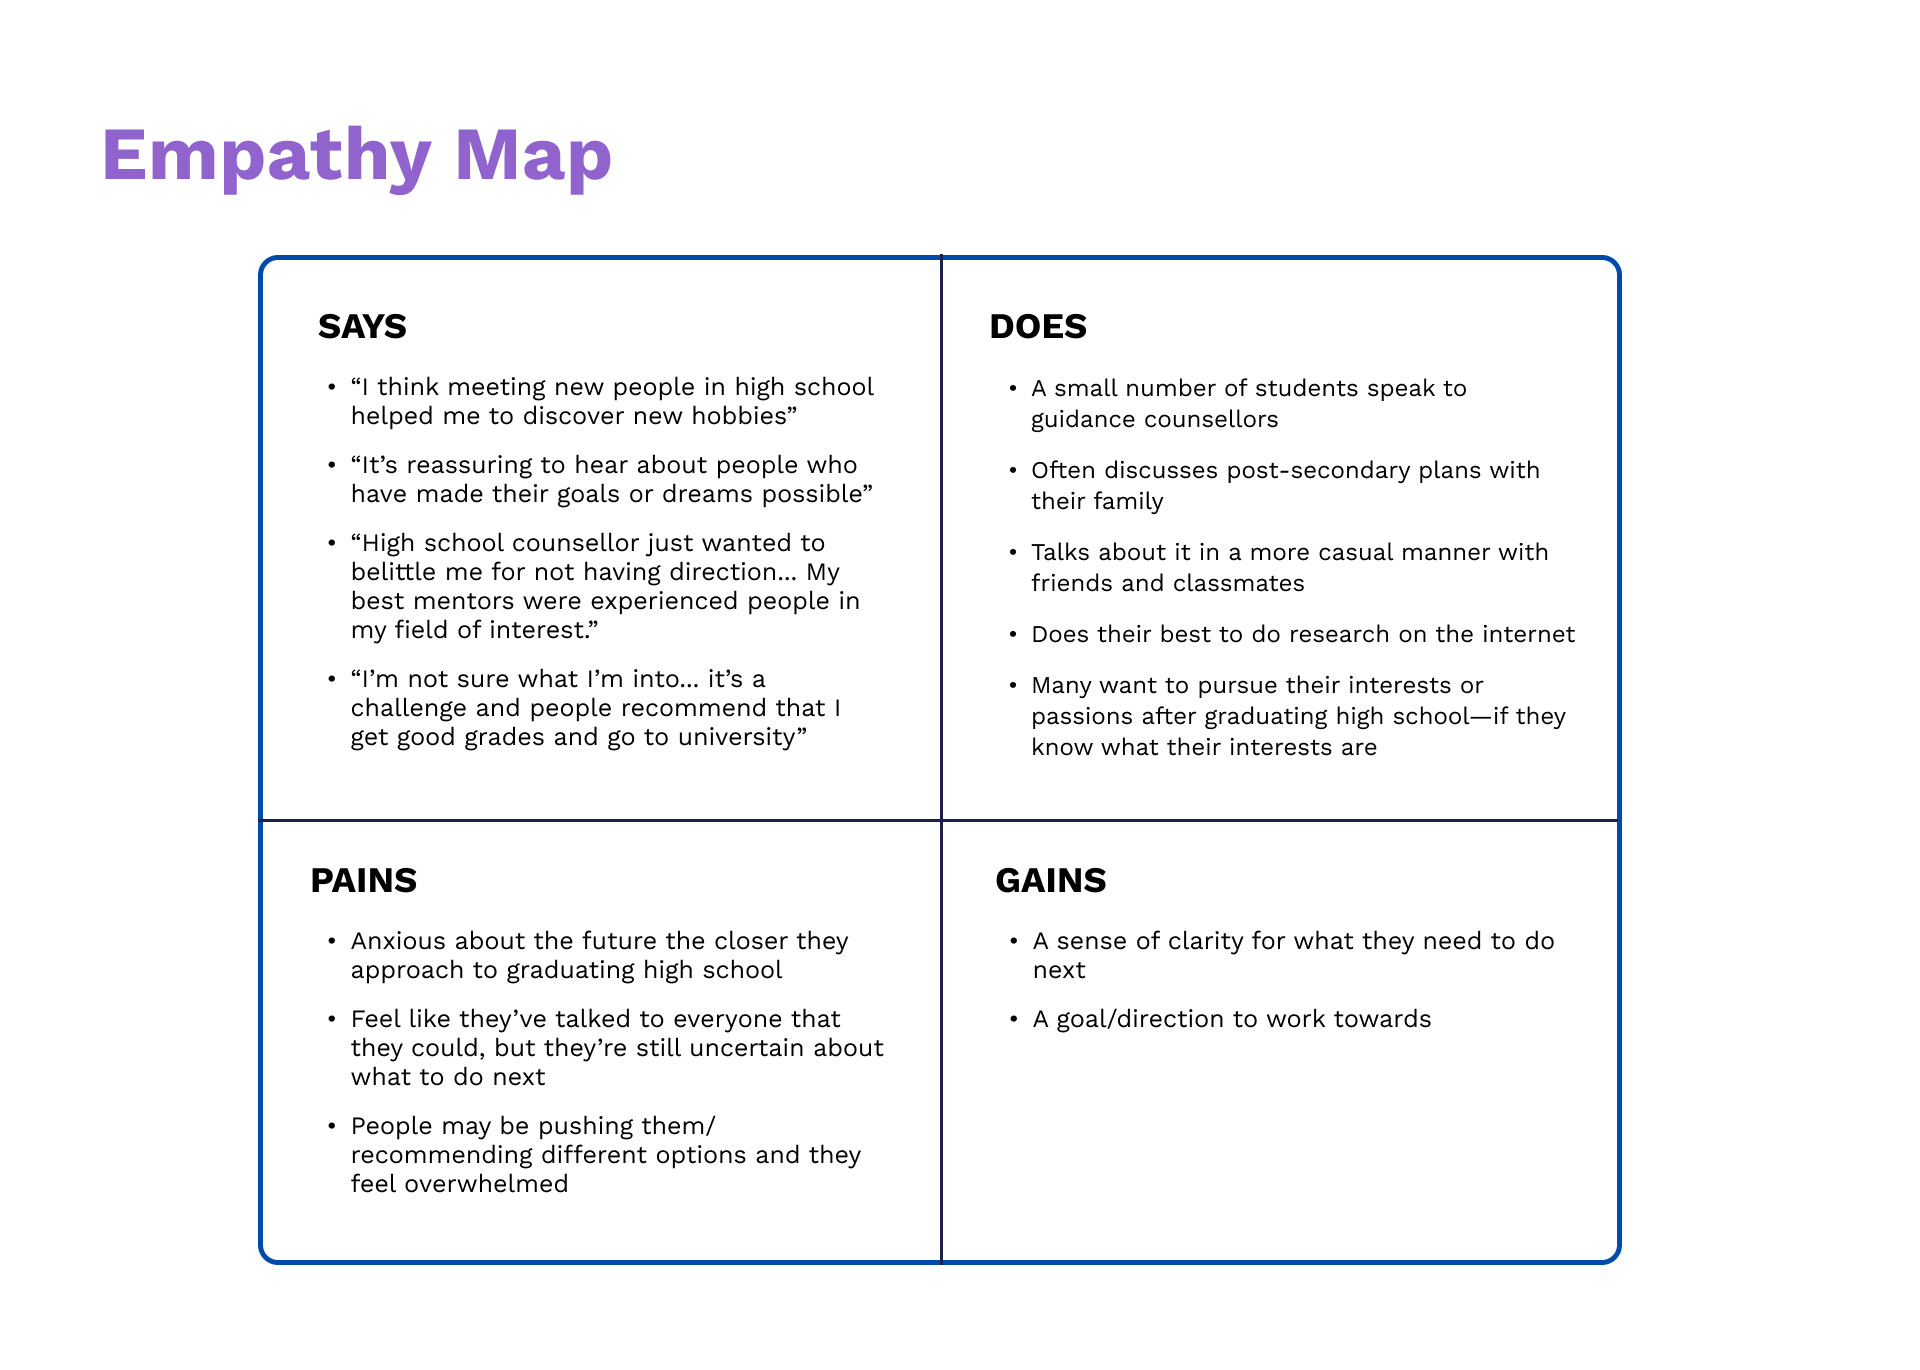 Empathy Map
SAYS
• “I think meeting new people in high school
helped me to discover new hobbies”
• “It’s reassuring to hear about people who
have made their goals or dreams possible”
• “High school counsellor just wanted to
belittle me for not having direction... My
best mentors were experienced people in
my field of interest.”
• “I’m not sure what I’m into... it’s a
challenge and people recommend that I
get good grades and go to university”
DOES
• A small number of students speak to
guidance counsellors
• Often discusses post-secondary plans with
their family
• Talks about it in a more casual manner with
friends and classmates
• Does their best to do research on the internet
• Many want to pursue their interests or
passions after graduating high school—if they
know what their interests are
PAINS
• Anxious about the future the closer they
approach to graduating high school
• Feel like they’ve talked to everyone that
they could, but they’re still uncertain about
what to do next
• People may be pushing them/
recommending different options and they
feel overwhelmed
GAINS
• A sense of clarity for what they need to do
next
• A goal/direction to work towards